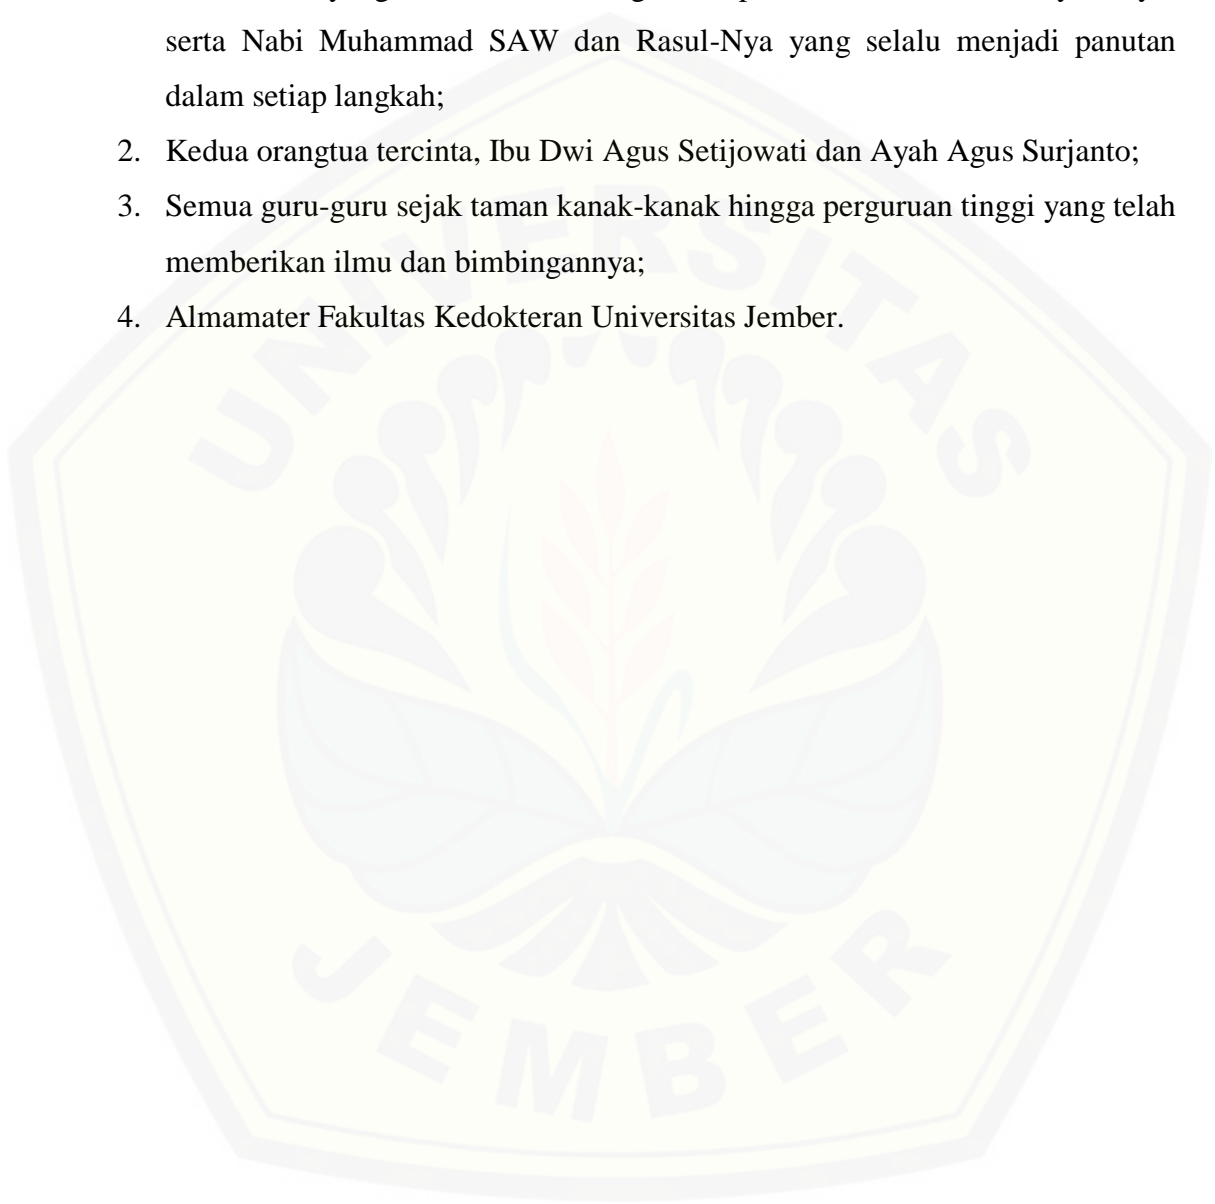 serta Nabi Muhammad SAW dan Rasul-Nya yang selalu menjadi panutan
dalam setiap langkah;
2. Kedua orangtua tercinta, Ibu Dwi Agus Setijowati dan Ayah Agus Surjanto;
3. Semua guru-guru sejak taman kanak-kanak hingga perguruan tinggi yang telah
memberikan ilmu dan bimbingannya;
4. Almamater Fakultas Kedokteran Universitas Jember.
UNIVERSITAS
JEMBER